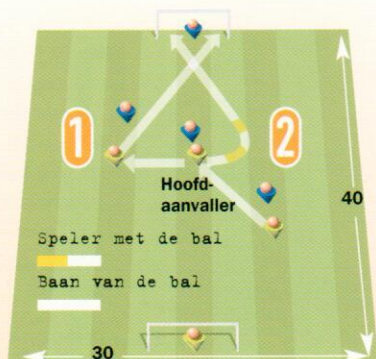 1
2
Hoofd-
aanvaller
40
Speler met de bal
Baan van de bal
30